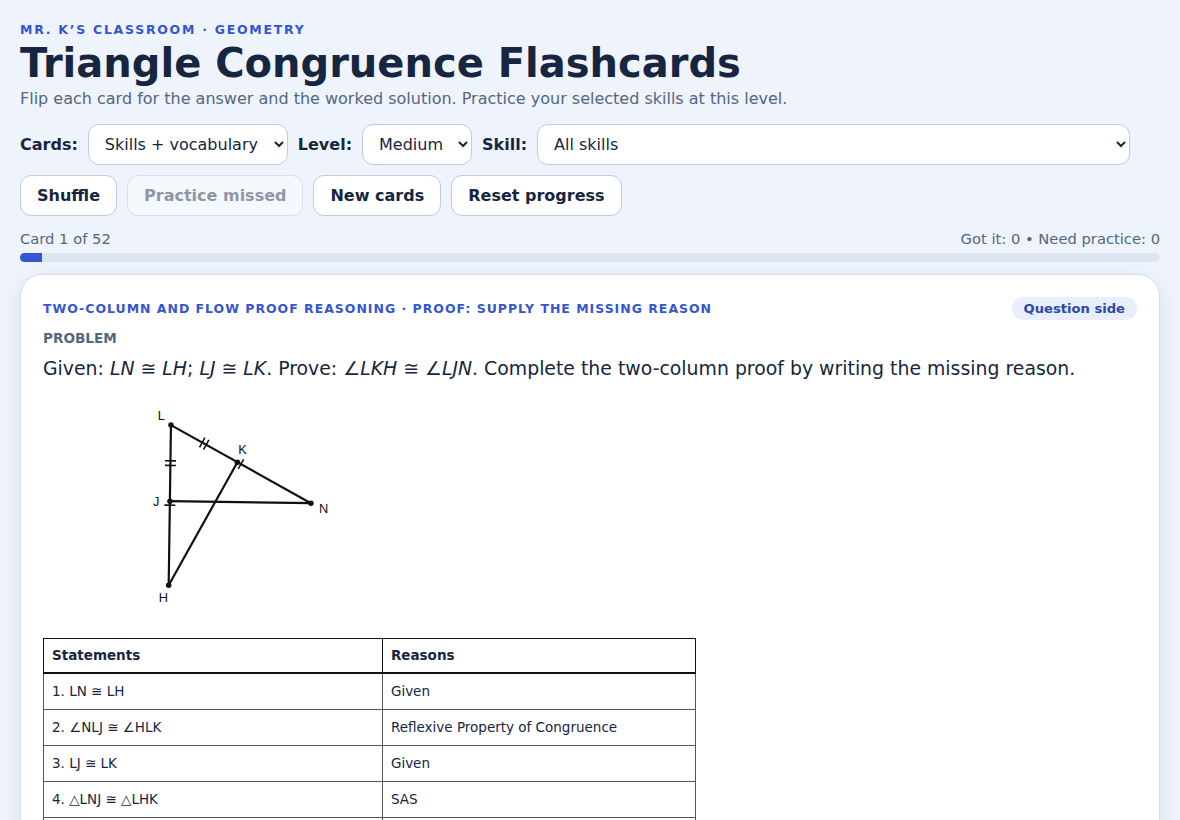 MR. K’S CLASSROOM · GEOMETRY
Triangle Congruence Flashcards
Flip each card for the answer and the worked solution. Practice your selected skills at this level.
Cards: Skills + vocabulary Level: Medium Skill: All skills
Shuffle Practice missed New cards Reset progress
Card 1 of 52 Got it: 0 • Need practice: 0
TWO-COLUMN AND FLOW PROOF REASONING · PROOF: SUPPLY THE MISSING REASON Question side
PROBLEM
Given: LN ≅ LH; LJ ≅ LK. Prove: ∠LKH ≅ ∠LJN. Complete the two-column proof by writing the missing reason.
L
K
J
N
H
Statements Reasons
1. LN ≅ LH Given
2. ∠NLJ ≅ ∠HLK Reflexive Property of Congruence
3. LJ ≅ LK Given
4. △LNJ ≅ △LHK SAS